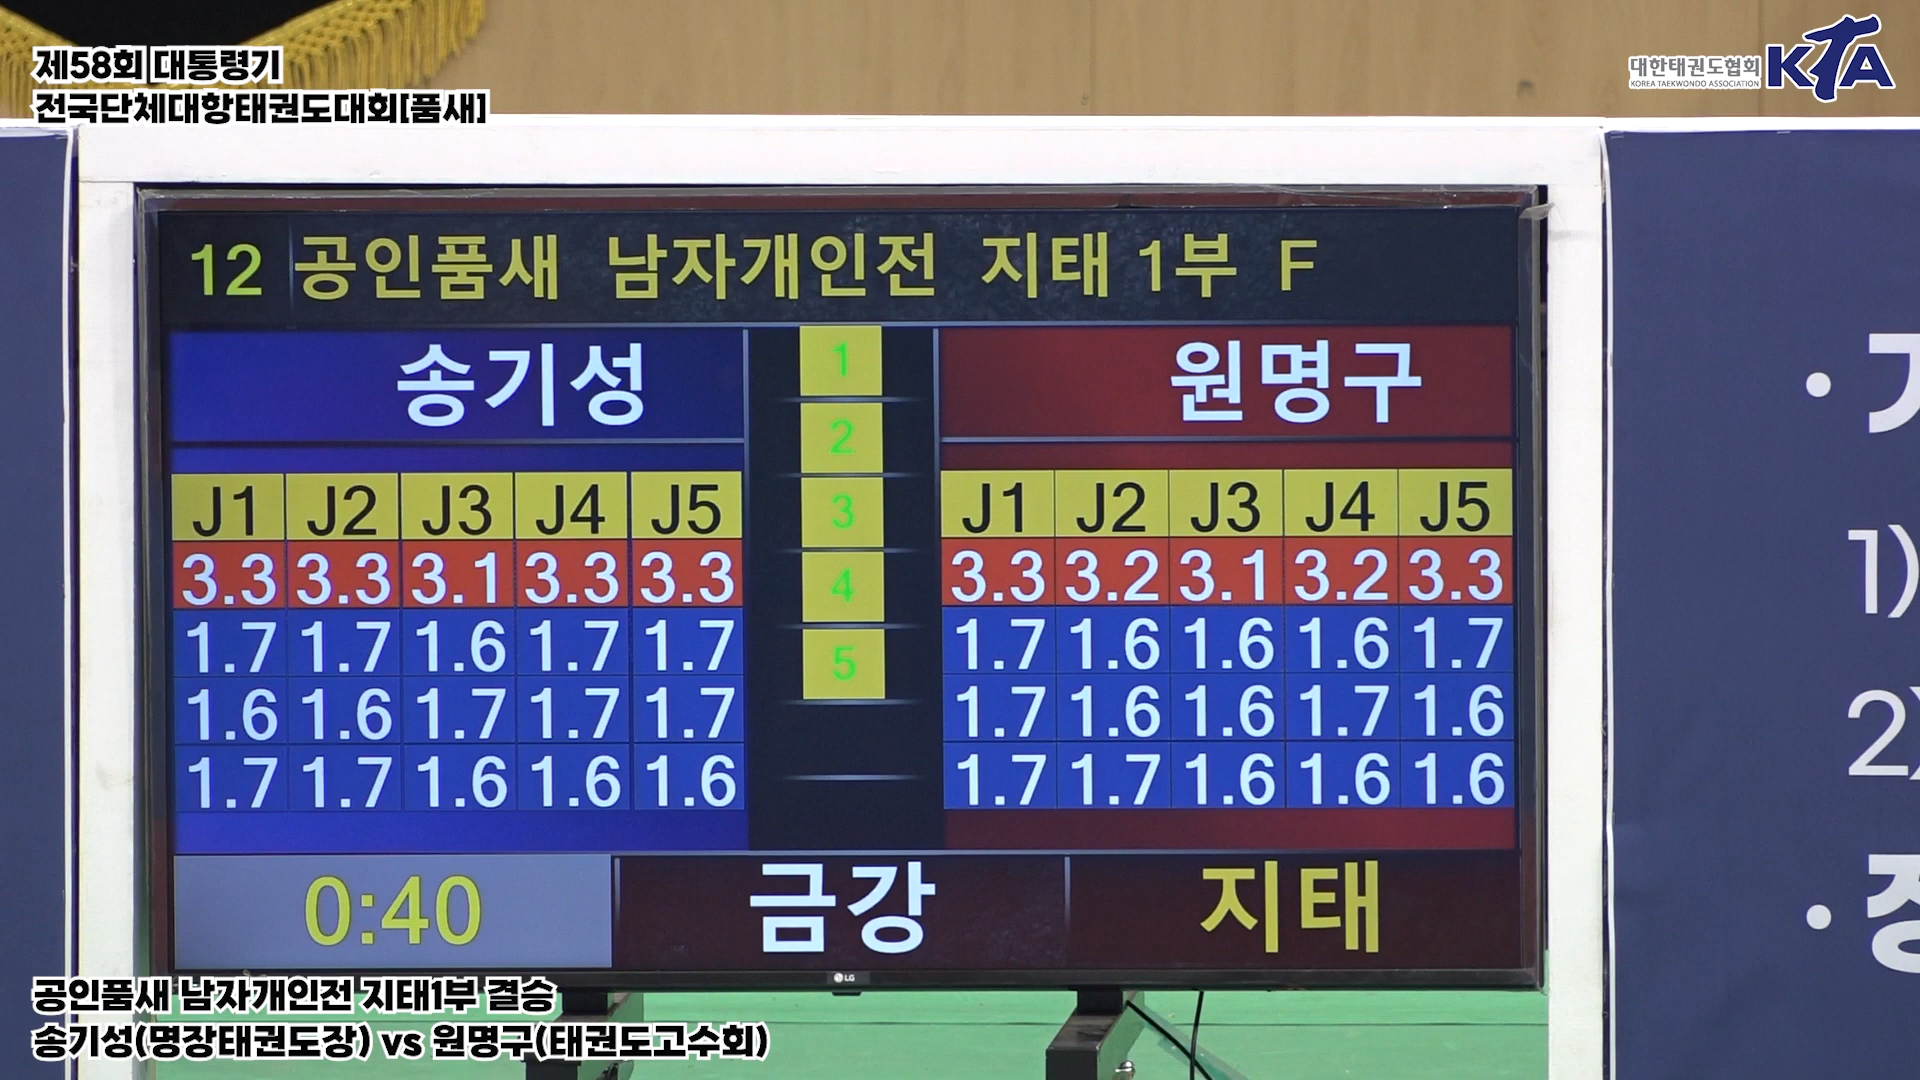 제58회 대통령기
전국단체대항태권도대회[품새]
대한태권도협회 KTA
KOREA TAEKWONDO ASSOCIATION
12 공인품새 남자개인전 지태 1부 F
송기성 1 원명구
2
J1 J2 J3 J4 J5 3 J1 J2 J3 J4 J5
3.3 3.3 3.1 3.3 3.3 4 3.3 3.2 3.1 3.2 3.3
1.7 1.7 1.6 1.7 1.7 5 1.7 1.6 1.6 1.6 1.7
1.6 1.6 1.7 1.7 1.7 1.7 1.6 1.6 1.7 1.6
1.7 1.7 1.6 1.6 1.6 1.7 1.7 1.6 1.6 1.6
0:40 금강 지태
LG
1)
2)
공인품새 남자개인전 지태1부 결승
송기성(명장태권도장) vs 원명구(태권도고수회)